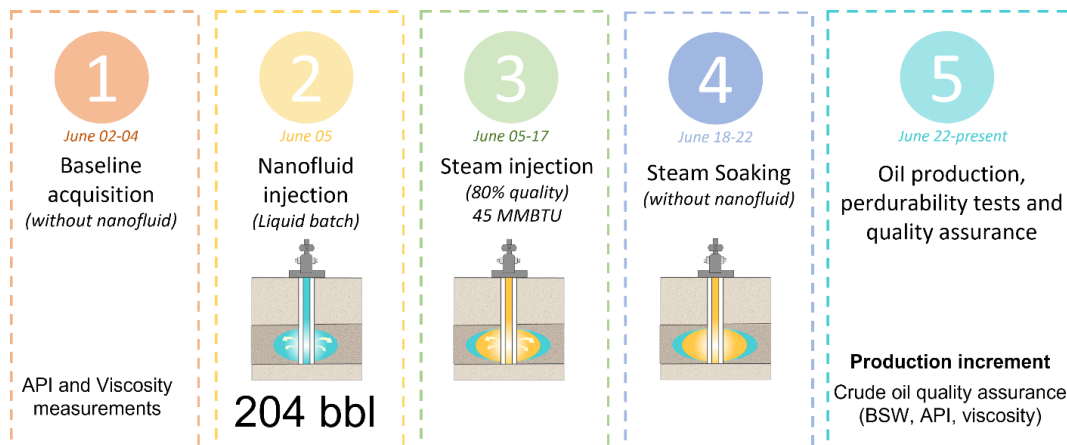 1
June 02-04
Baseline
acquisition
(without nanofluid)
API and Viscosity
measurements
2
June 05
Nanofluid
injection
(Liquid batch)
204 bbl
3
June 05-17
Steam injection
(80% quality)
45 MMBTU
4
June 18-22
Steam Soaking
(without nanofluid)
5
June 22-present
Oil production,
perdurability tests and
quality assurance
Production increment
Crude oil quality assurance
(BSW, API, viscosity)